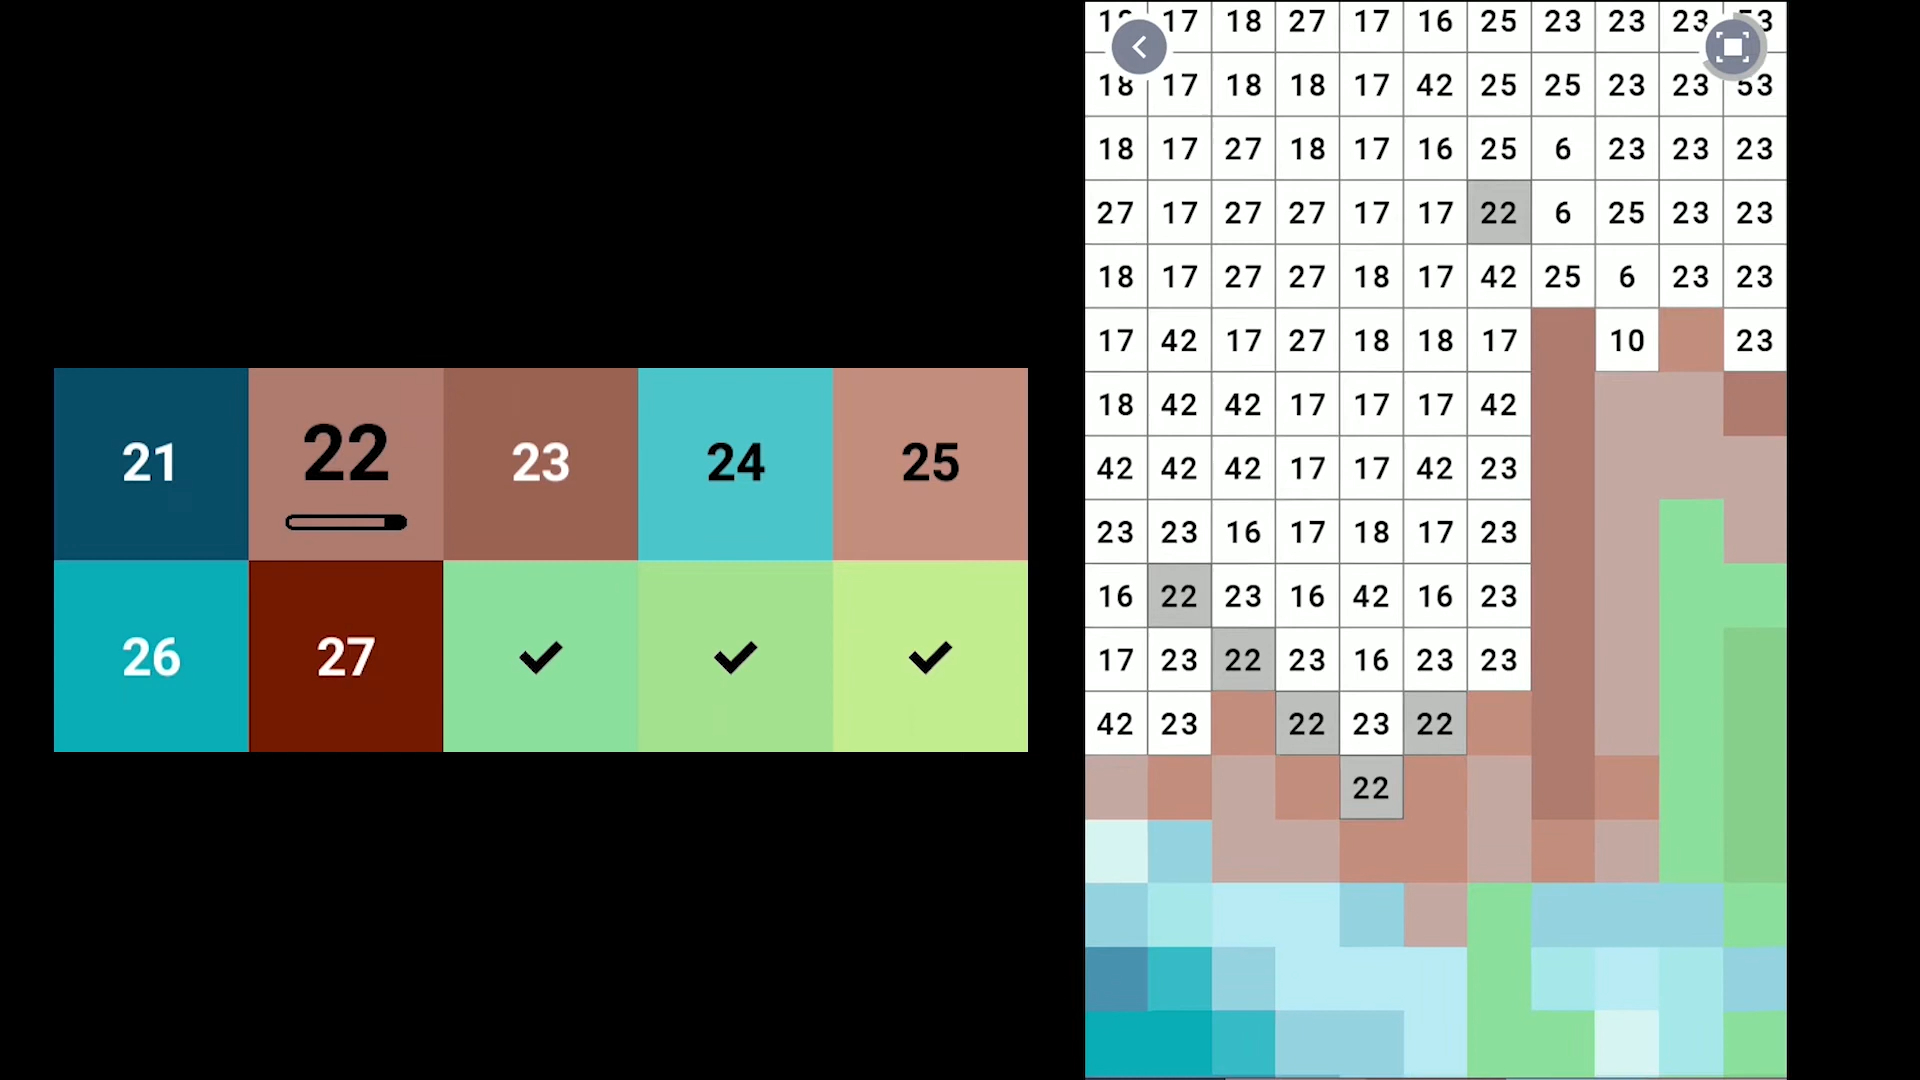 17 18 27 17 16 25 23 23 23
18 17 18 18 17 42 25 25 23 23 53
18 17 27 18 17 16 25 6 23 23 23
27 17 27 27 17 17 22 6 25 23 23
18 17 27 27 18 17 42 25 6 23 23
17 42 17 27 18 18 17 10 23
18 42 42 17 17 17 42
42 42 42 17 17 42 23
23 23 16 17 18 17 23
16 22 23 16 42 16 23
17 23 22 23 16 23 23
42 23 22 23 22
22
21 22 23 24 25
26 27